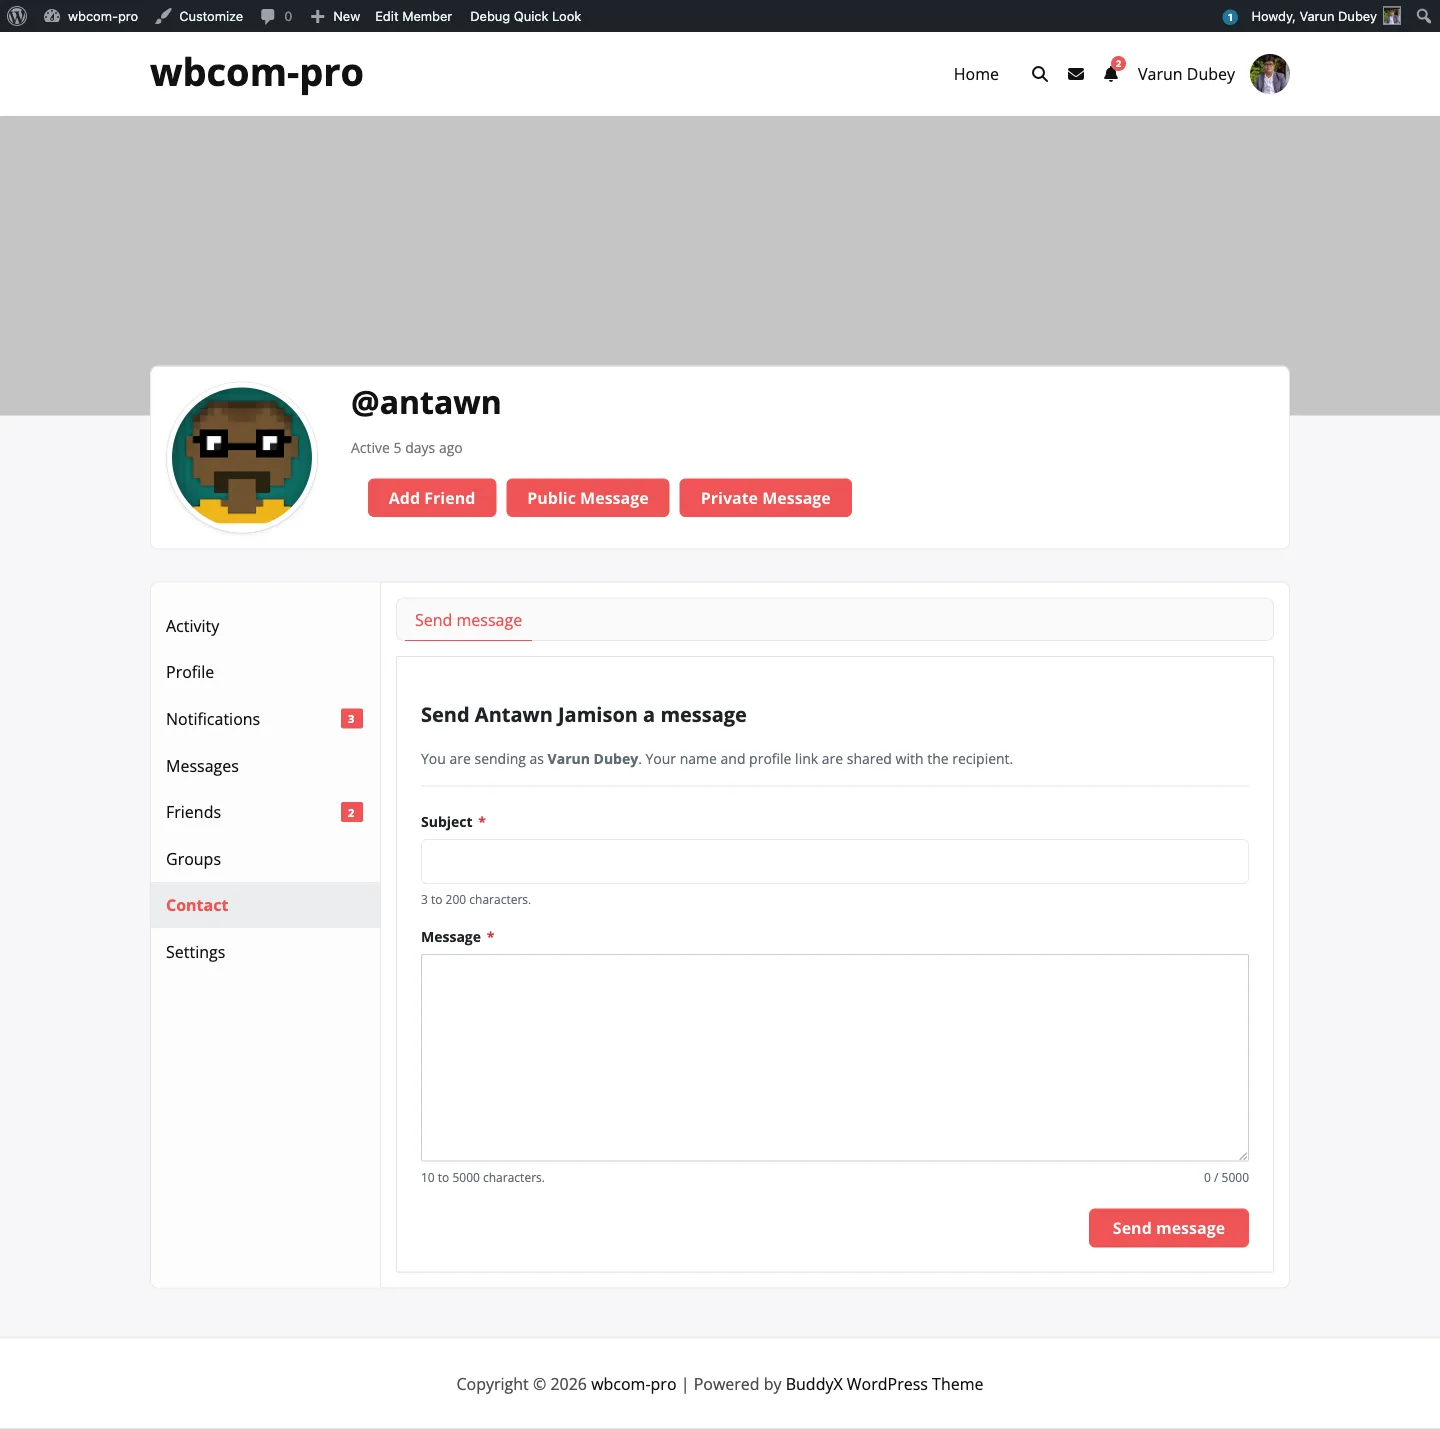 wbcom-pro Customize 0 New Edit Member Debug Quick Look 1 Howdy, Varun Dubey
wbcom-pro Home 2 Varun Dubey
@antawn
Active 5 days ago
Add Friend Public Message Private Message
Activity
Profile
Notifications 3
Messages
Friends 2
Groups
Contact
Settings
Send message
Send Antawn Jamison a message
You are sending as Varun Dubey. Your name and profile link are shared with the recipient.
Subject *
3 to 200 characters.
Message *
10 to 5000 characters. 0 / 5000
Send message
Copyright © 2026 wbcom-pro | Powered by BuddyX WordPress Theme